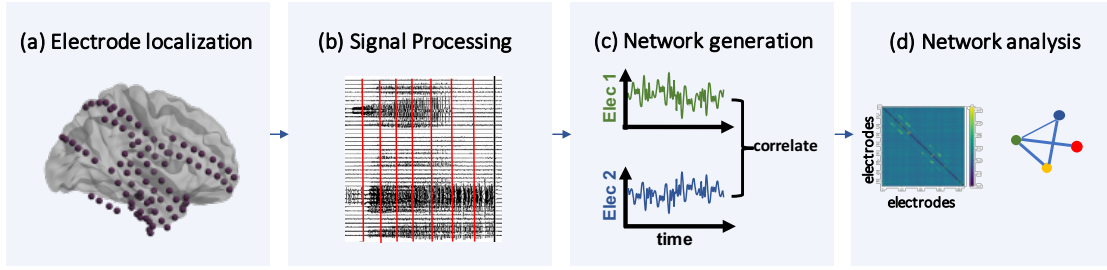 (a) Electrode localization
(b) Signal Processing
(c) Network generation
Elec 1
Elec 2
correlate
time
(d) Network analysis
electrodes
electrodes